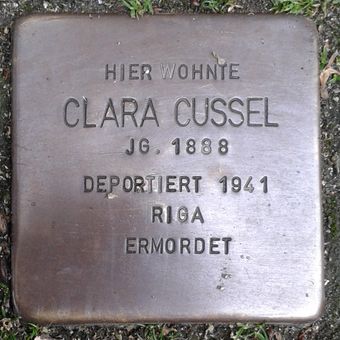 HIER WOHNTE
CLARA CUSSEL
JG. 1888
DEPORTIERT 1941
RIGA
ERMORDET